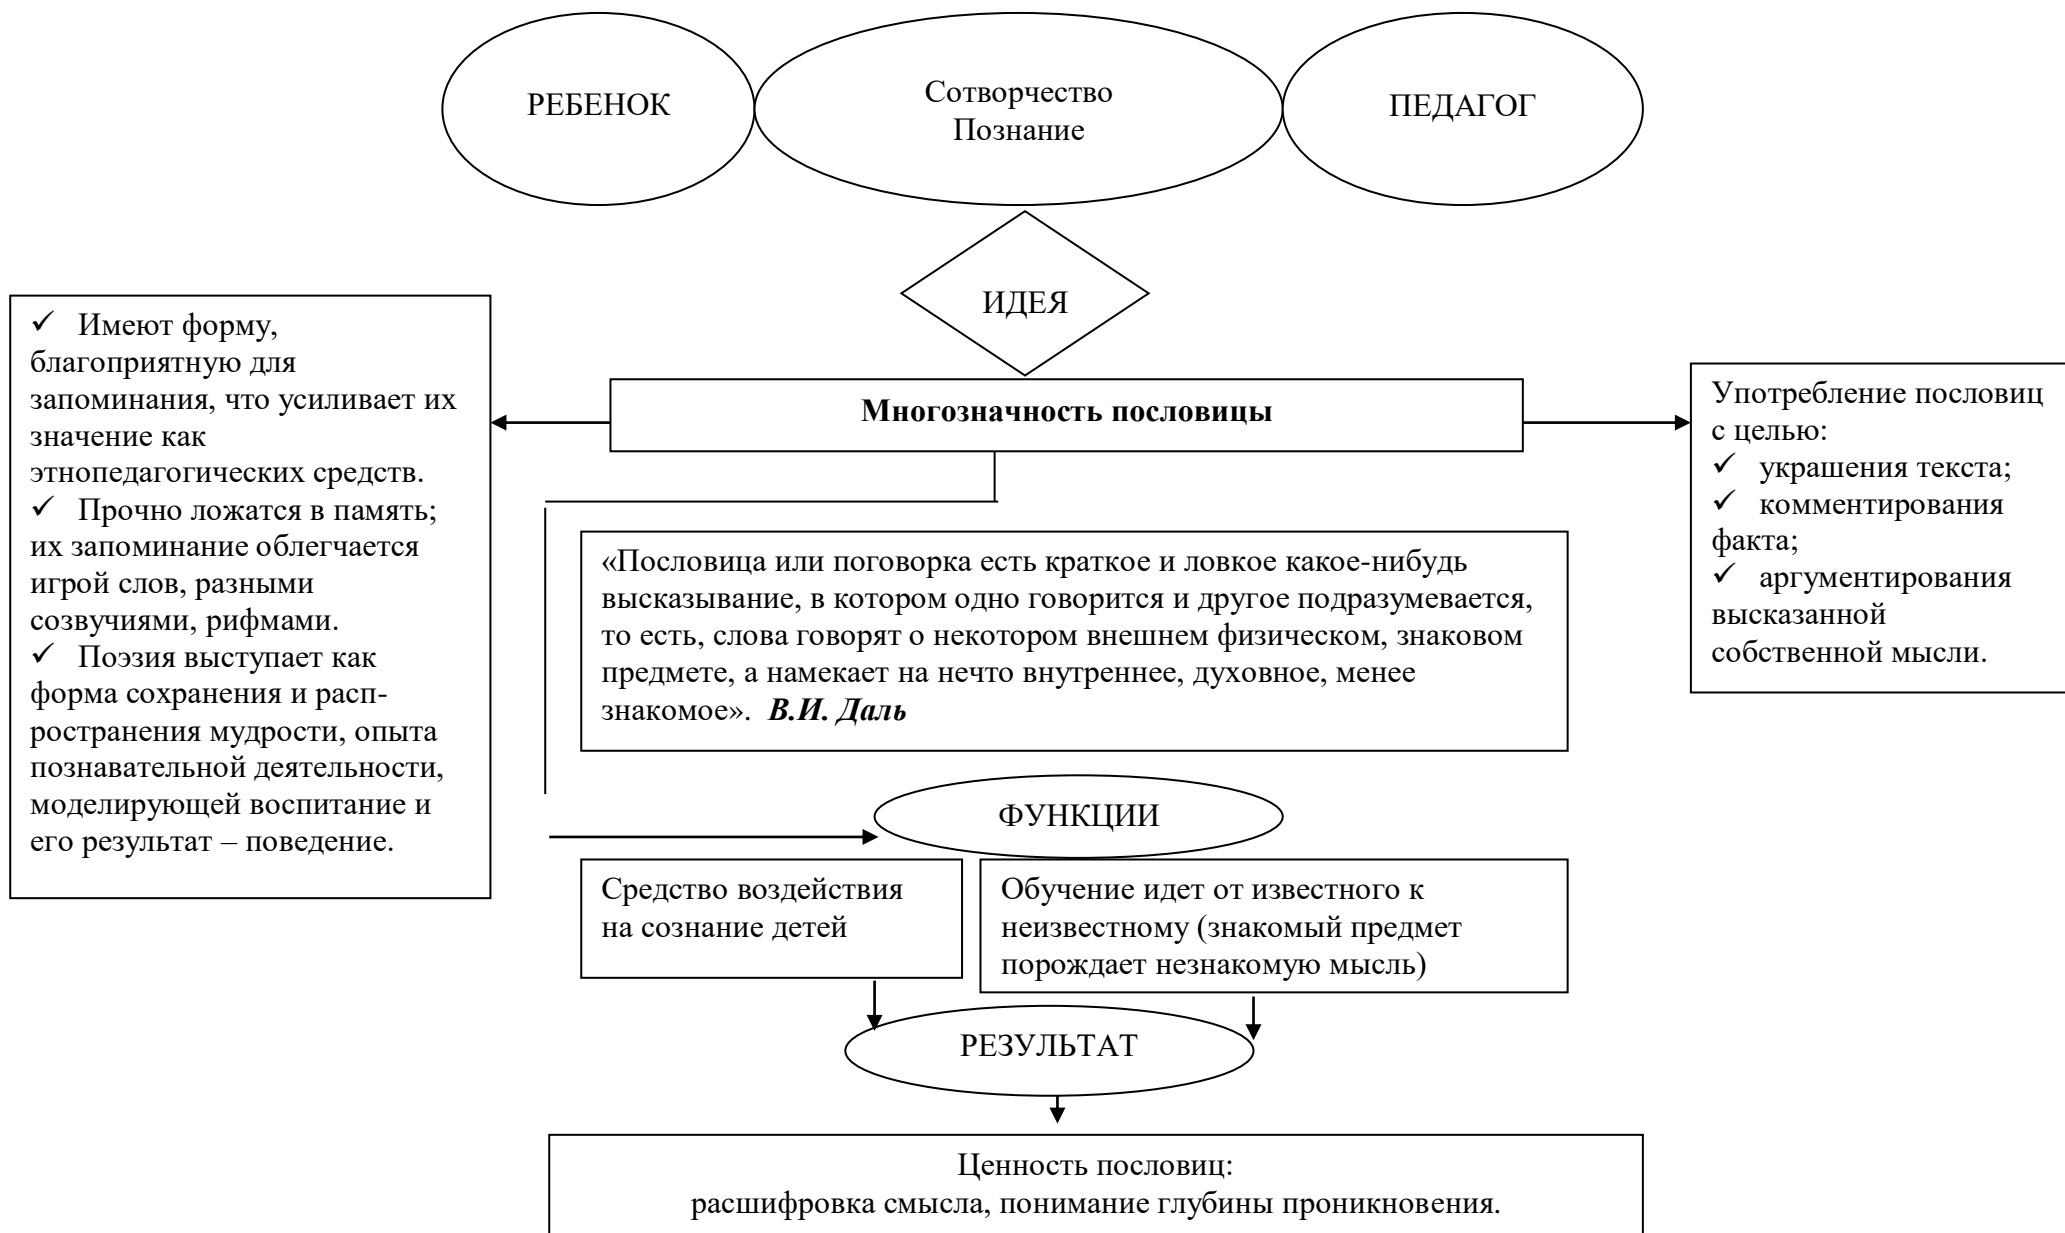 РЕБЕНОК
Сотворчество
Познание
ПЕДАГОГ
ИДЕЯ
✓ Имеют форму,
благоприятную для
запоминания, что усиливает их
значение как
этнопедагогических средств.
✓ Прочно ложатся в память;
их запоминание облегчается
игрой слов, разными
созвучиями, рифмами.
✓ Поэзия выступает как
форма сохранения и расп-
ространения мудрости, опыта
познавательной деятельности,
моделирующей воспитание и
его результат – поведение.
Многозначность пословицы
Употребление пословиц
с целью:
✓ украшения текста;
✓ комментирования
факта;
✓ аргументирования
высказанной
собственной мысли.
«Пословица или поговорка есть краткое и ловкое какое-нибудь
высказывание, в котором одно говорится и другое подразумевается,
то есть, слова говорят о некотором внешнем физическом, знаковом
предмете, а намекает на нечто внутреннее, духовное, менее
знакомое». В.И. Даль
ФУНКЦИИ
Средство воздействия
на сознание детей
Обучение идет от известного к
неизвестному (знакомый предмет
порождает незнакомую мысль)
РЕЗУЛЬТАТ
Ценность пословиц:
расшифровка смысла, понимание глубины проникновения.